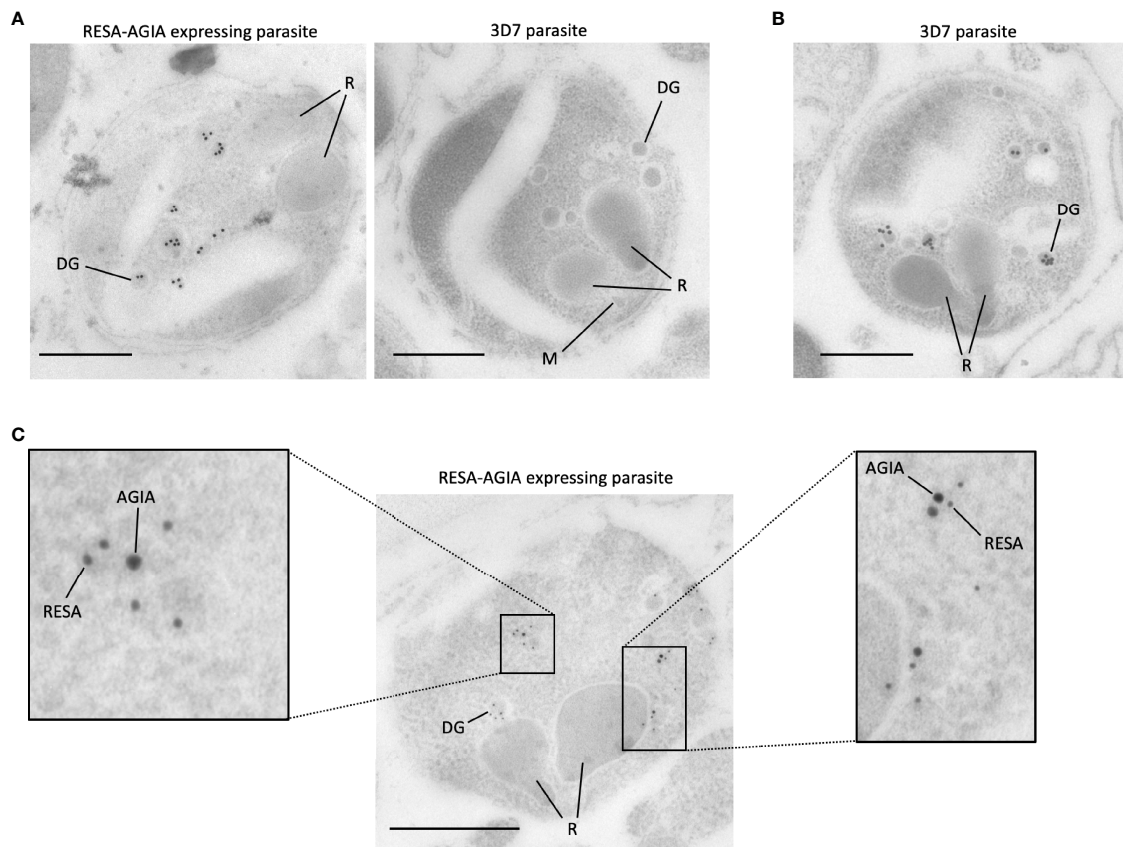 A
RESA-AGIA expressing parasite
R
DG
3D7 parasite
DG
R
M
B
3D7 parasite
DG
R
C
AGIA
RESA
RESA-AGIA expressing parasite
DG
R
AGIA
RESA